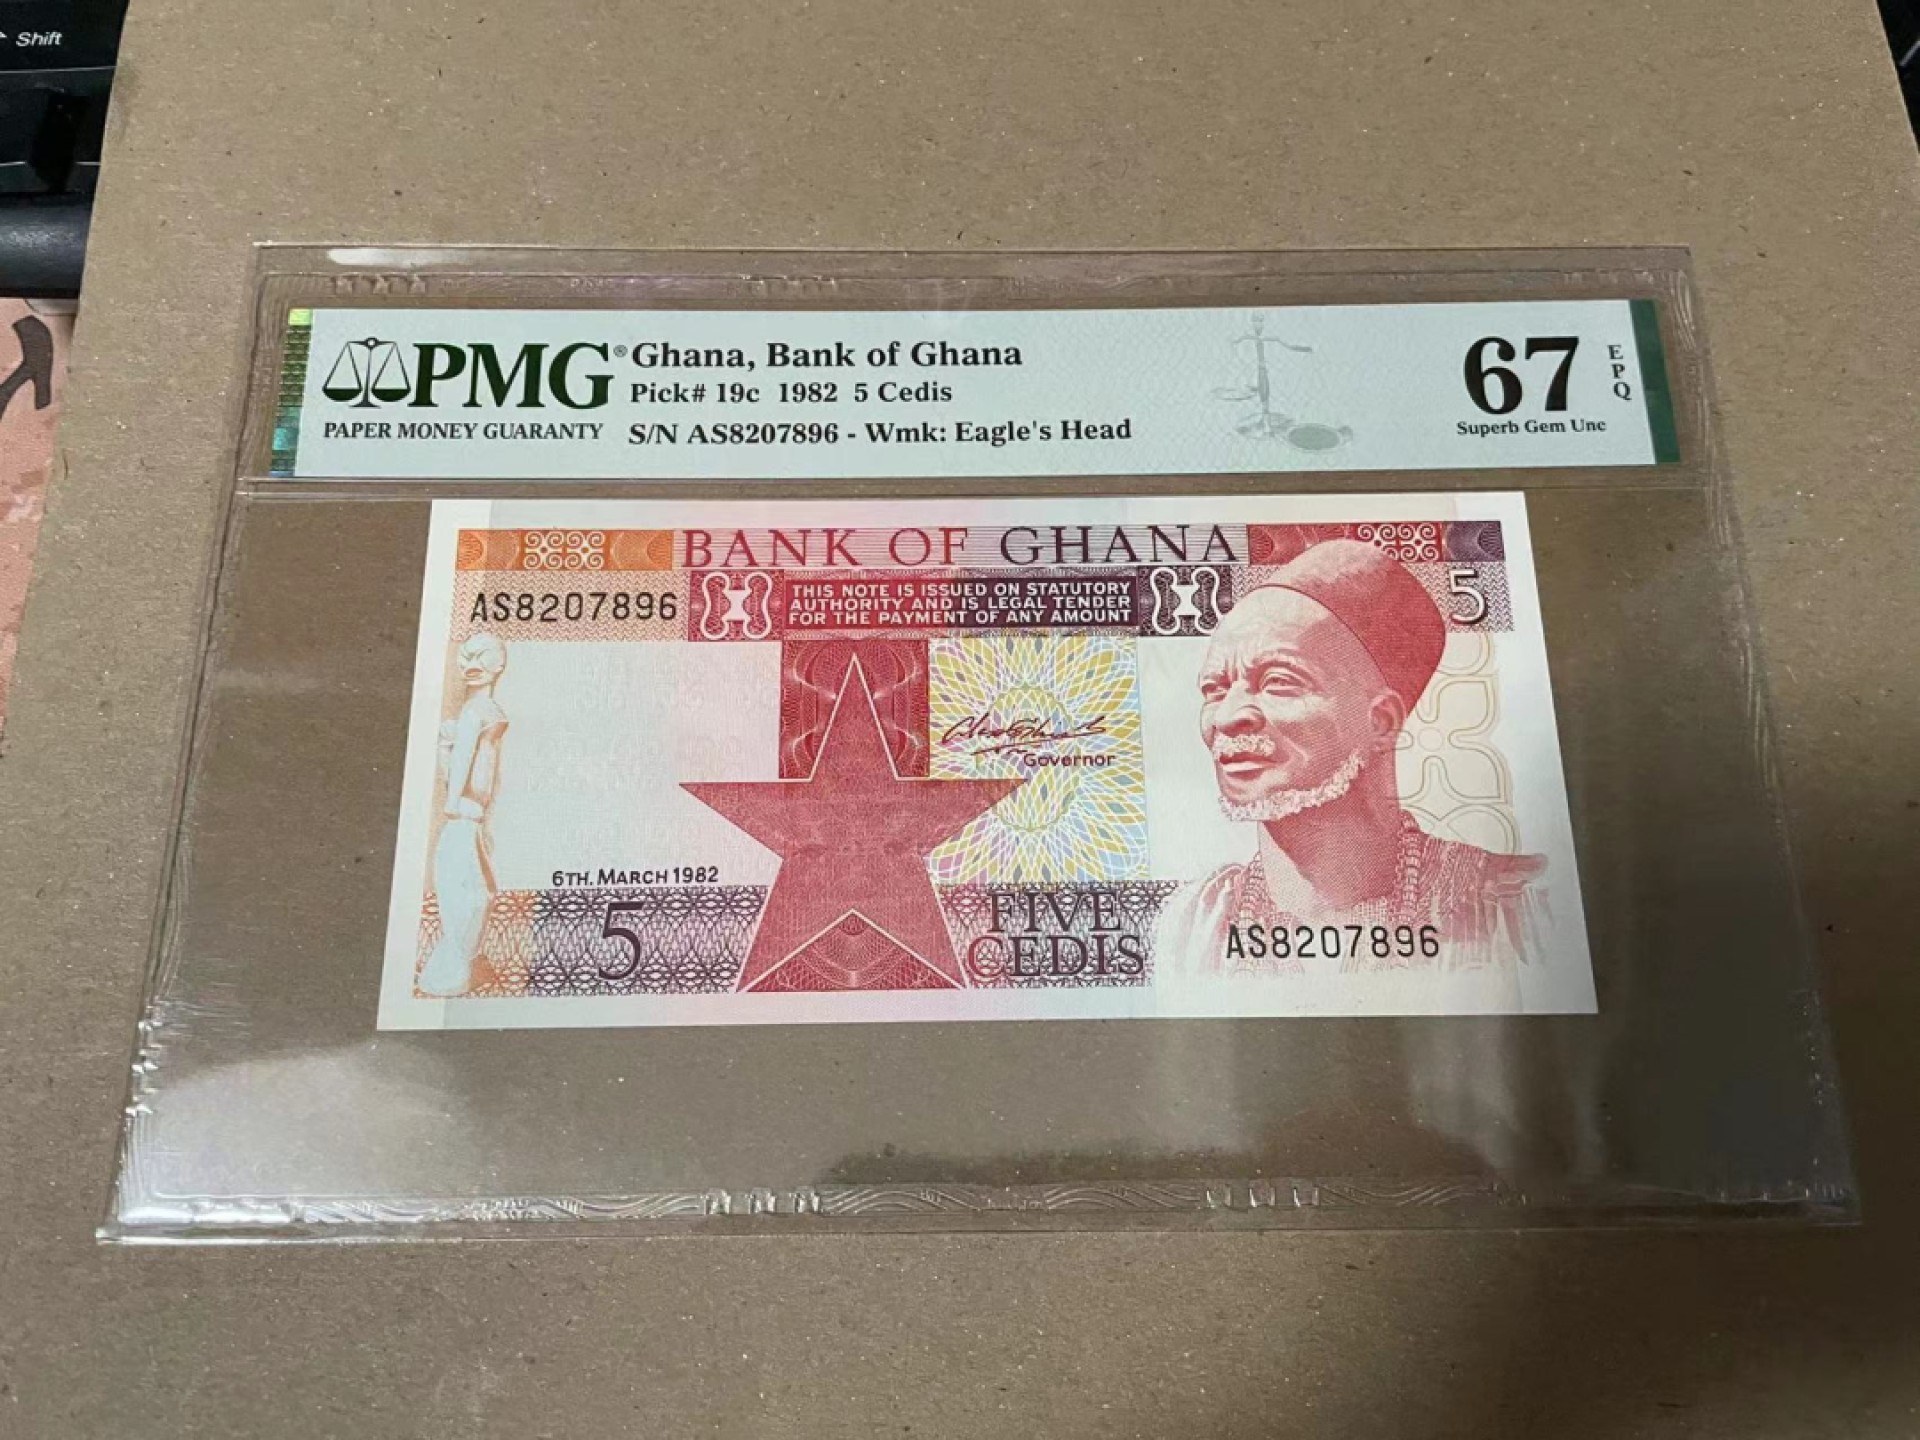 Shift
PMG® Ghana, Bank of Ghana
Pick# 19c 1982 5 Cedis
PAPER MONEY GUARANTY S/N AS8207896 - Wmk: Eagle's Head
67 EPQ
Superb Gem Unc
BANK OF GHANA
AS8207896
THIS NOTE IS ISSUED ON STATUTORY
AUTHORITY AND IS LEGAL TENDER
FOR THE PAYMENT OF ANY AMOUNT
5
Governor
6TH. MARCH 1982
5
FIVE
CEDIS
AS8207896